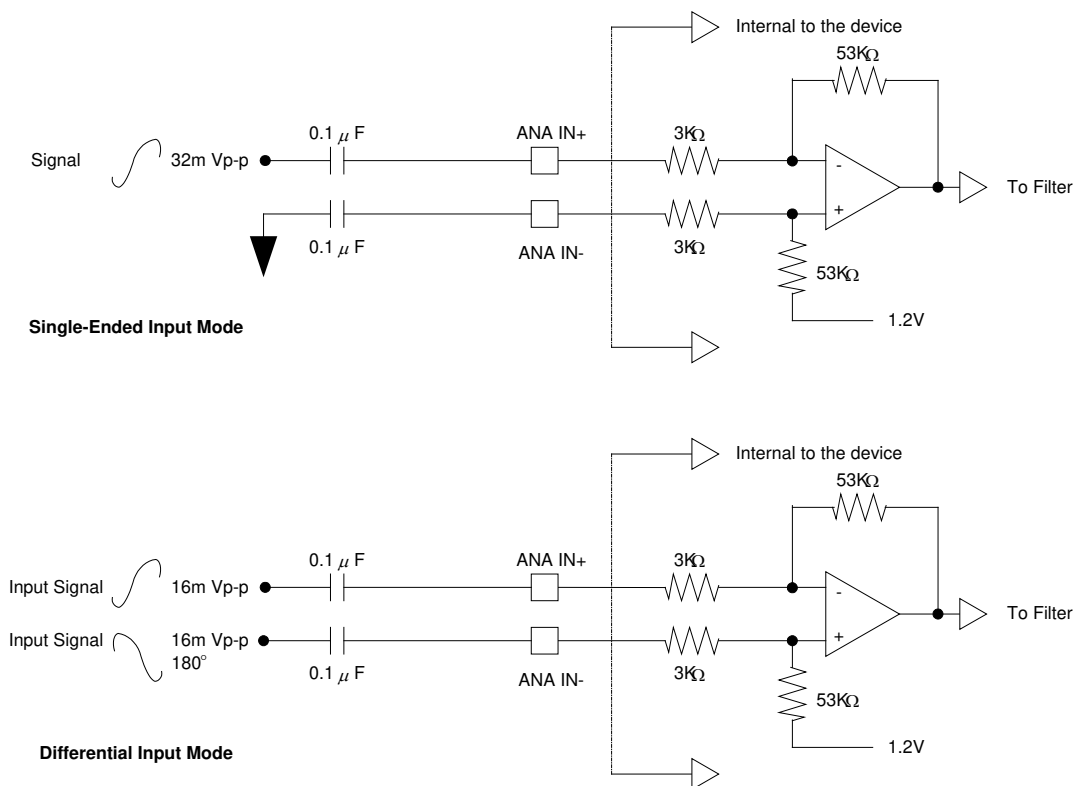 Internal to the device
53KΩ
0.1 μ F
ANA IN+
3KΩ
Signal
32m Vp-p
-
To Filter
+
0.1 μ F
ANA IN-
3KΩ
53KΩ
1.2V
Single-Ended Input Mode
Internal to the device
53KΩ
0.1 μ F
ANA IN+
3KΩ
Input Signal
16m Vp-p
-
To Filter
Input Signal
16m Vp-p
180°
+
0.1 μ F
ANA IN-
3KΩ
53KΩ
1.2V
Differential Input Mode